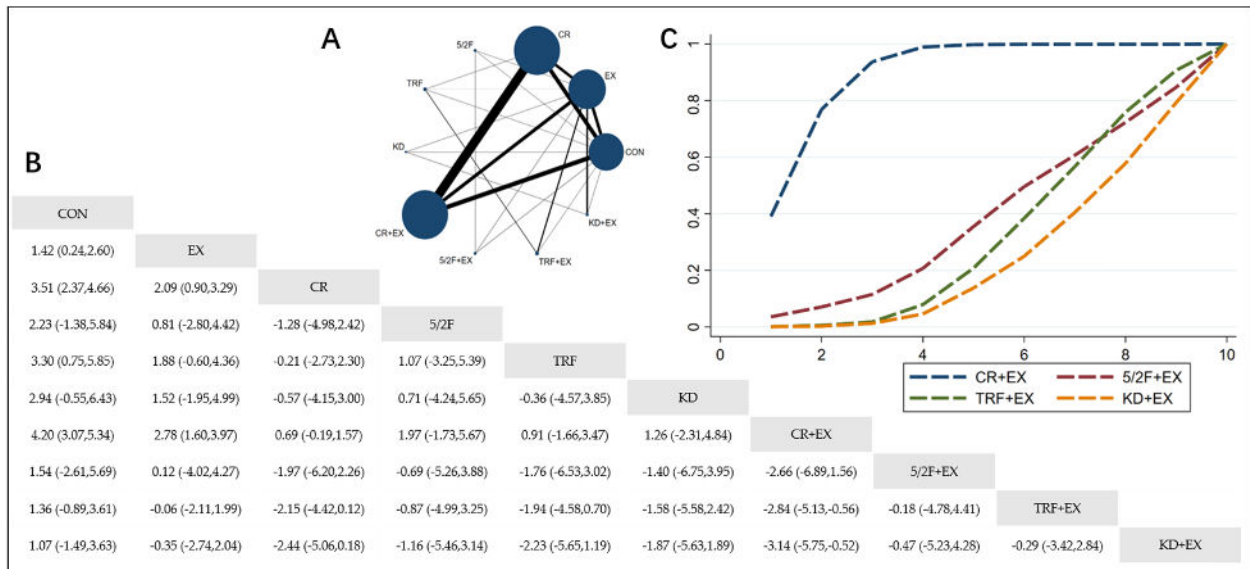 A
CR
5/2F
EX
TRF
CON
KD
KD+EX
CR+EX
5/2F+EX
TRF+EX
C
1
0.8
0.6
0.4
0.2
0
0 2 4 6 8 10
CR+EX 5/2F+EX
TRF+EX KD+EX
B
CON
1.42 (0.24,2.60) EX
3.51 (2.37,4.66) 2.09 (0.90,3.29) CR
2.23 (-1.38,5.84) 0.81 (-2.80,4.42) -1.28 (-4.98,2.42) 5/2F
3.30 (0.75,5.85) 1.88 (-0.60,4.36) -0.21 (-2.73,2.30) 1.07 (-3.25,5.39) TRF
2.94 (-0.55,6.43) 1.52 (-1.95,4.99) -0.57 (-4.15,3.00) 0.71 (-4.24,5.65) -0.36 (-4.57,3.85) KD
4.20 (3.07,5.34) 2.78 (1.60,3.97) 0.69 (-0.19,1.57) 1.97 (-1.73,5.67) 0.91 (-1.66,3.47) 1.26 (-2.31,4.84) CR+EX
1.54 (-2.61,5.69) 0.12 (-4.02,4.27) -1.97 (-6.20,2.26) -0.69 (-5.26,3.88) -1.76 (-6.53,3.02) -1.40 (-6.75,3.95) -2.66 (-6.89,1.56) 5/2F+EX
1.36 (-0.89,3.61) -0.06 (-2.11,1.99) -2.15 (-4.42,0.12) -0.87 (-4.99,3.25) -1.94 (-4.58,0.70) -1.58 (-5.58,2.42) -2.84 (-5.13,-0.56) -0.18 (-4.78,4.41) TRF+EX
1.07 (-1.49,3.63) -0.35 (-2.74,2.04) -2.44 (-5.06,0.18) -1.16 (-5.46,3.14) -2.23 (-5.65,1.19) -1.87 (-5.63,1.89) -3.14 (-5.75,-0.52) -0.47 (-5.23,4.28) -0.29 (-3.42,2.84) KD+EX